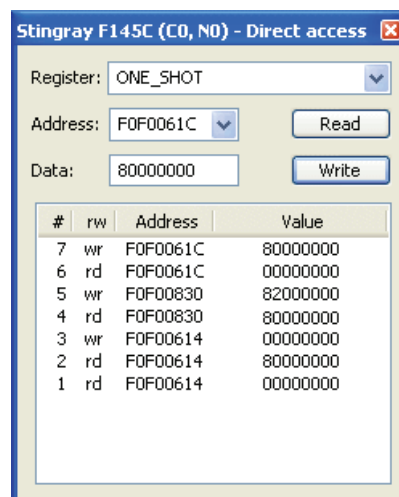 Stingray F145C (C0, N0) - Direct access
Register: ONE_SHOT
Address: F0F0061C Read
Data: 80000000 Write
# rw Address Value
7 wr F0F0061C 80000000
6 rd F0F0061C 00000000
5 wr F0F00830 82000000
4 rd F0F00830 80000000
3 wr F0F00614 00000000
2 rd F0F00614 80000000
1 rd F0F00614 00000000